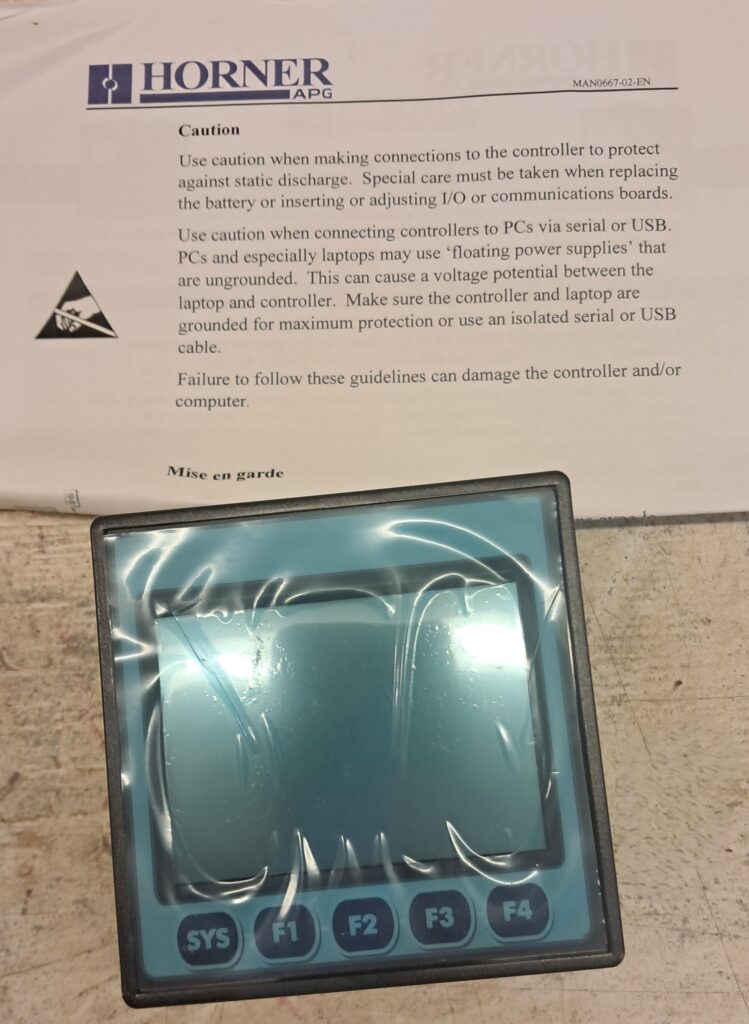 HORNER
APG
MAN0667-02-EN
Caution
Use caution when making connections to the controller to protect
against static discharge.  Special care must be taken when replacing
the battery or inserting or adjusting I/O or communications boards.
Use caution when connecting controllers to PCs via serial or USB.
PCs and especially laptops may use ‘floating power supplies’ that
are ungrounded.  This can cause a voltage potential between the
laptop and controller.  Make sure the controller and laptop are
grounded for maximum protection or use an isolated serial or USB
cable.
Failure to follow these guidelines can damage the controller and/or
computer.
Mise en garde
SYS F1 F2 F3 F4